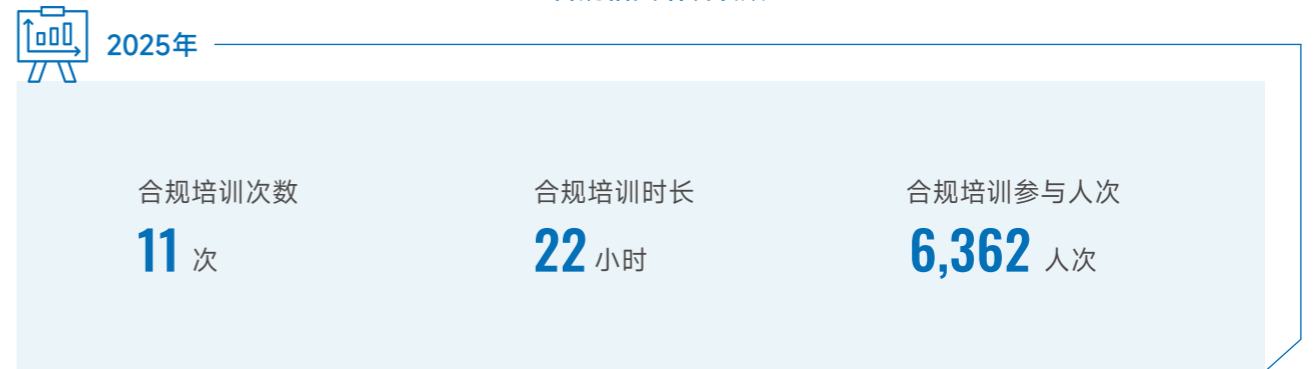 2025年
合规培训次数
11 次
合规培训时长
22 小时
合规培训参与人次
6,362 人次